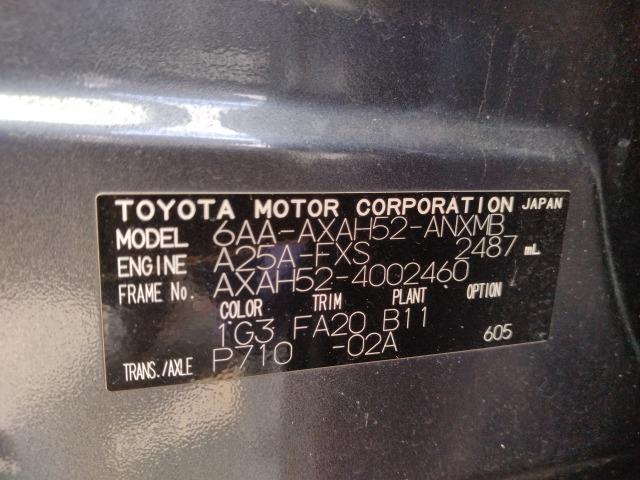 TOYOTA MOTOR CORPORATION JAPAN
MODEL 6AA-AXAH52-ANXMB
ENGINE A25A-FXS 2487 mL
FRAME No. AXAH52-4002460
COLOR TRIM PLANT OPTION
1G3 FA20 B11 605
TRANS./AXLE P710 -02A